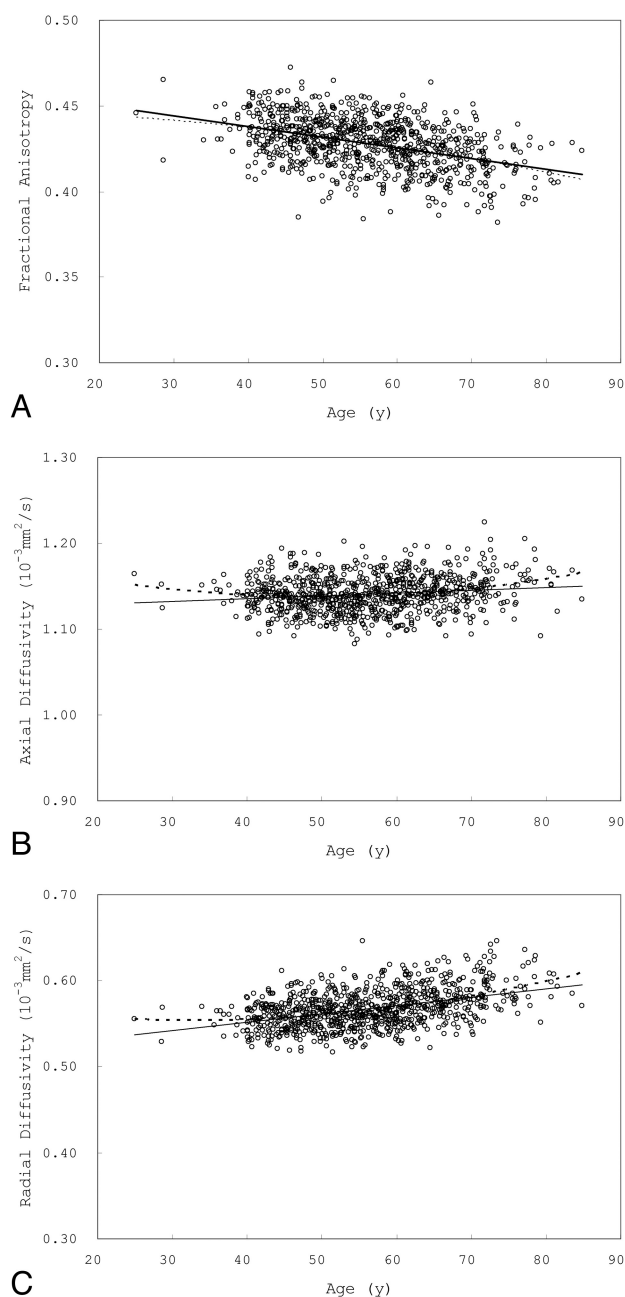 0.50
0.45
0.40
0.35
0.30
Fractional Anisotropy
20 30 40 50 60 70 80 90
Age (y)
A
1.30
1.20
1.10
1.00
0.90
Axial Diffusivity (10⁻³mm²/s)
20 30 40 50 60 70 80 90
Age (y)
B
0.70
0.60
0.50
0.40
0.30
Radial Diffusivity (10⁻³mm²/s)
20 30 40 50 60 70 80 90
Age (y)
C